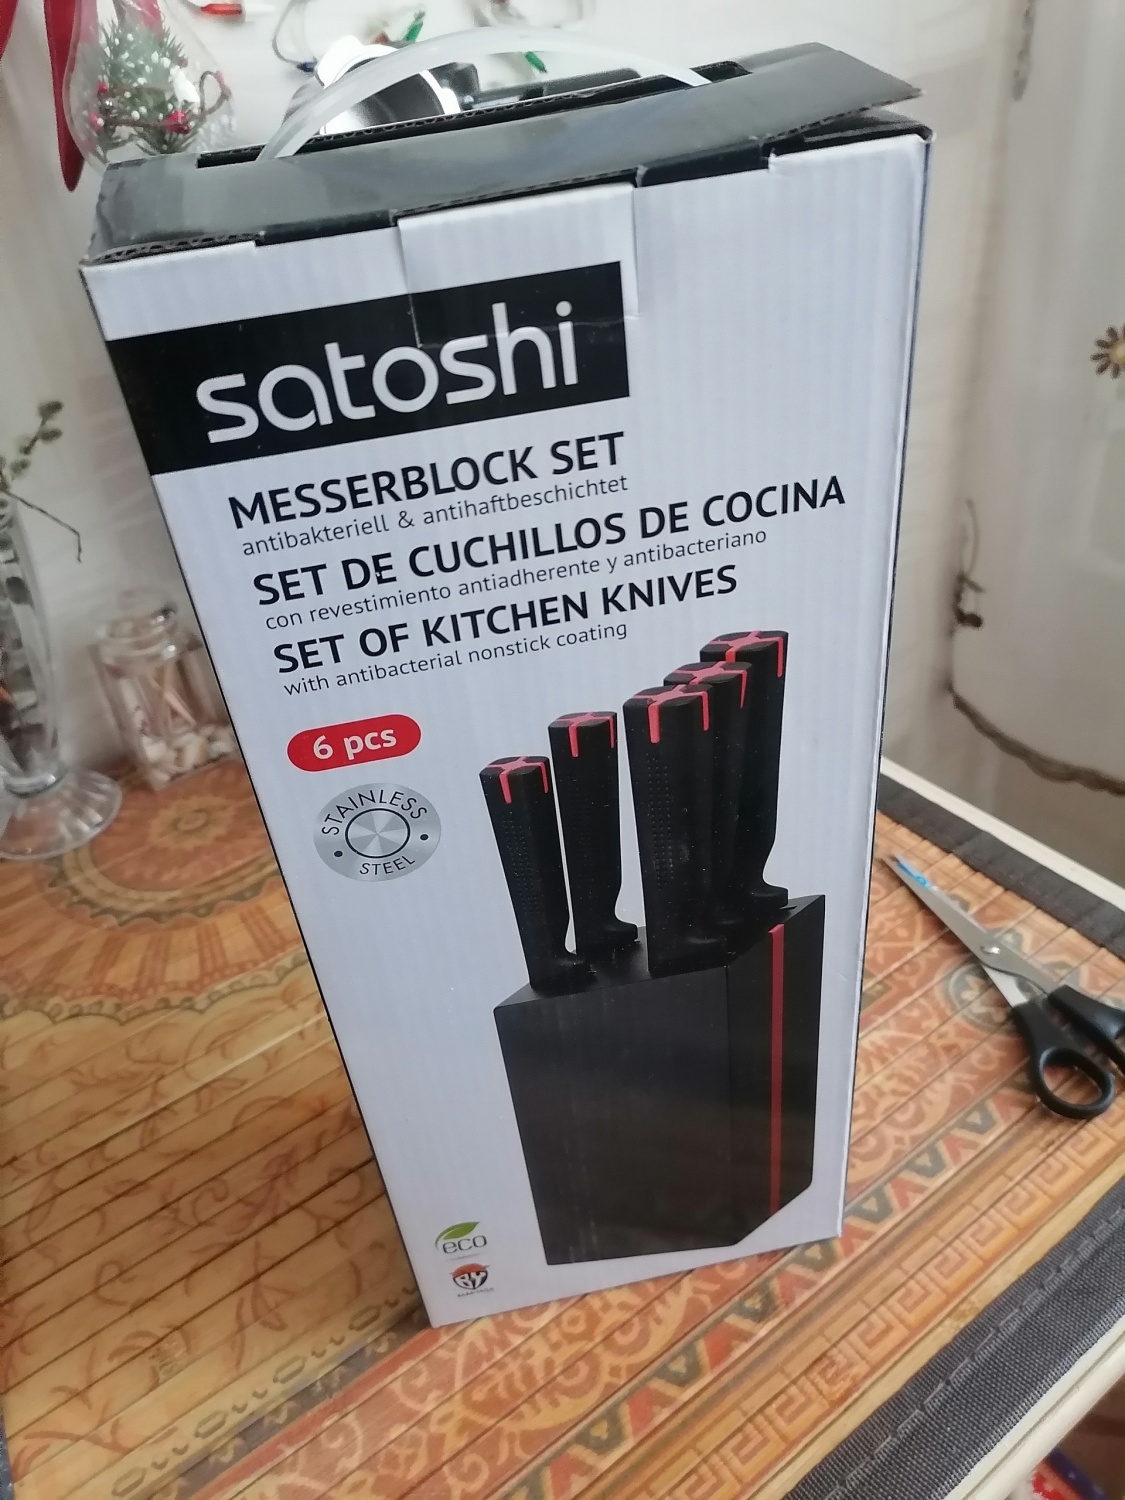 satoshi
MESSERBLOCK SET
antibakteriell & antihaftbeschichtet
SET DE CUCHILLOS DE COCINA
con revestimiento antiadherente y antibacteriano
SET OF KITCHEN KNIVES
with antibacterial nonstick coating
6 pcs
STAINLESS
STEEL
eco
BY